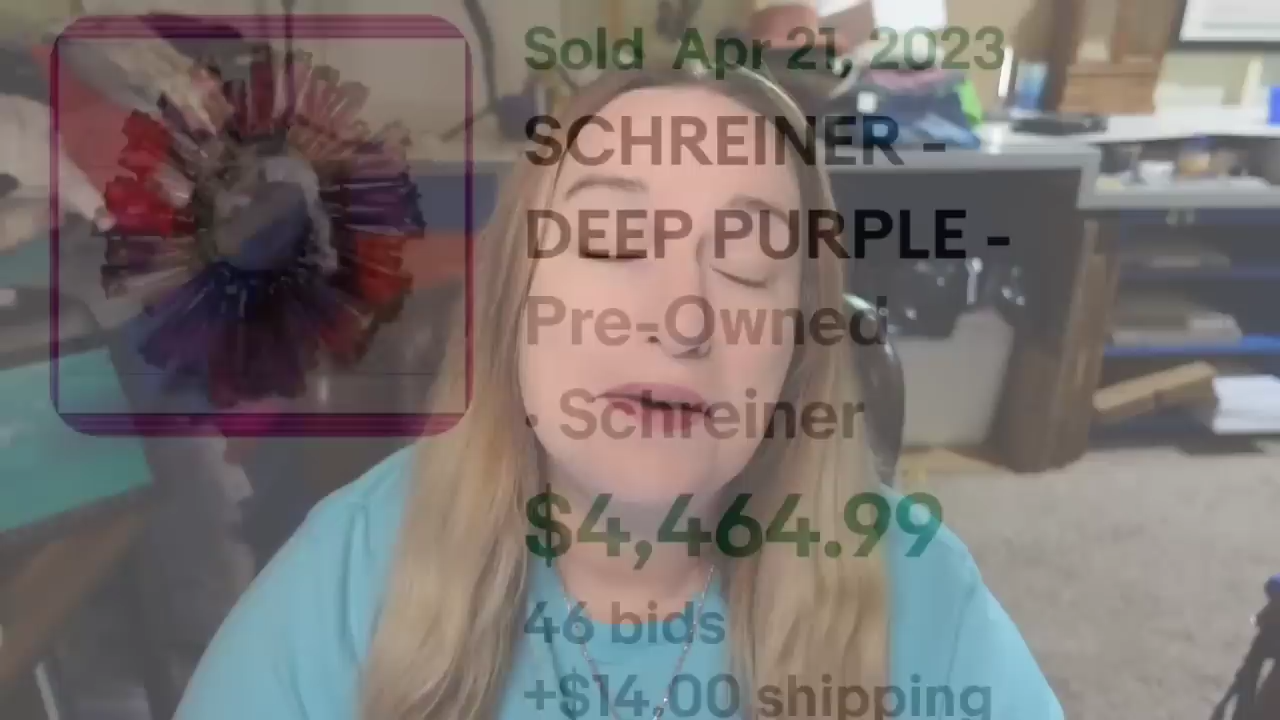 Sold Apr 21, 2023
SCHREINER -
DEEP PURPLE -
Pre-Owned
· Schreiner
$4,464.99
46 bids
+$14.00 shipping